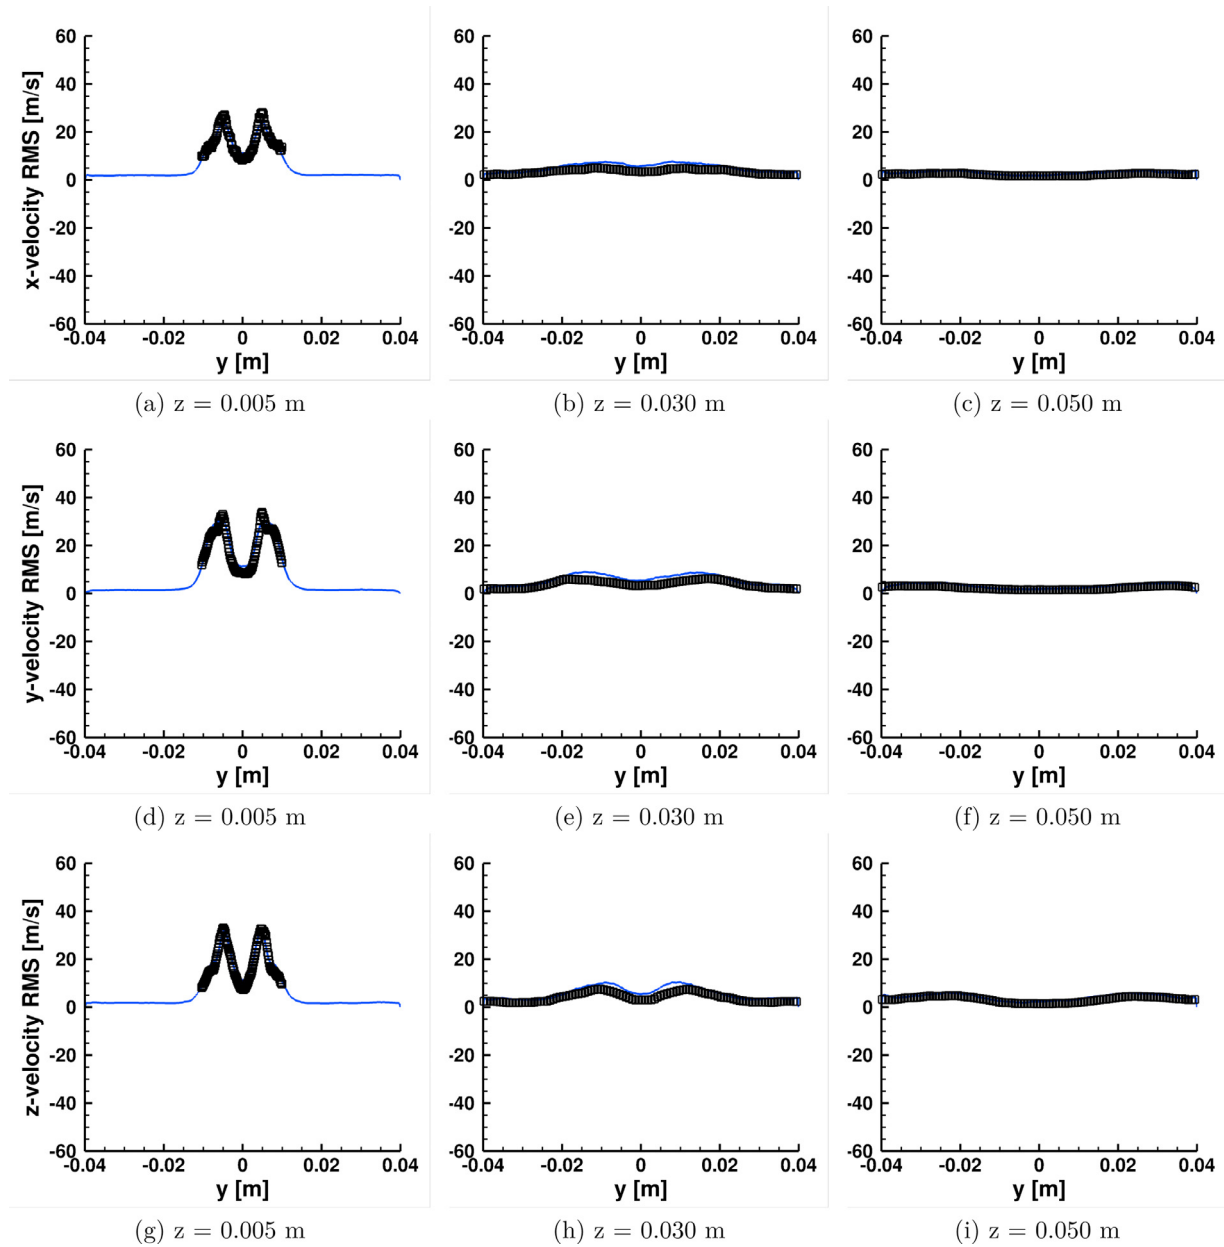 60 60 60
40 40 40
x-velocity RMS [m/s]
20 20 20
0 0 0
-20 -20 -20
-40 -40 -40
-60 -60 -60
-0.04 -0.02 0 0.02 0.04 -0.04 -0.02 0 0.02 0.04 -0.04 -0.02 0 0.02 0.04
y [m] y [m] y [m]
(a) z = 0.005 m (b) z = 0.030 m (c) z = 0.050 m
60 60 60
40 40 40
y-velocity RMS [m/s]
20 20 20
0 0 0
-20 -20 -20
-40 -40 -40
-60 -60 -60
-0.04 -0.02 0 0.02 0.04 -0.04 -0.02 0 0.02 0.04 -0.04 -0.02 0 0.02 0.04
y [m] y [m] y [m]
(d) z = 0.005 m (e) z = 0.030 m (f) z = 0.050 m
60 60 60
40 40 40
z-velocity RMS [m/s]
20 20 20
0 0 0
-20 -20 -20
-40 -40 -40
-60 -60 -60
-0.04 -0.02 0 0.02 0.04 -0.04 -0.02 0 0.02 0.04 -0.04 -0.02 0 0.02 0.04
y [m] y [m] y [m]
(g) z = 0.005 m (h) z = 0.030 m (i) z = 0.050 m